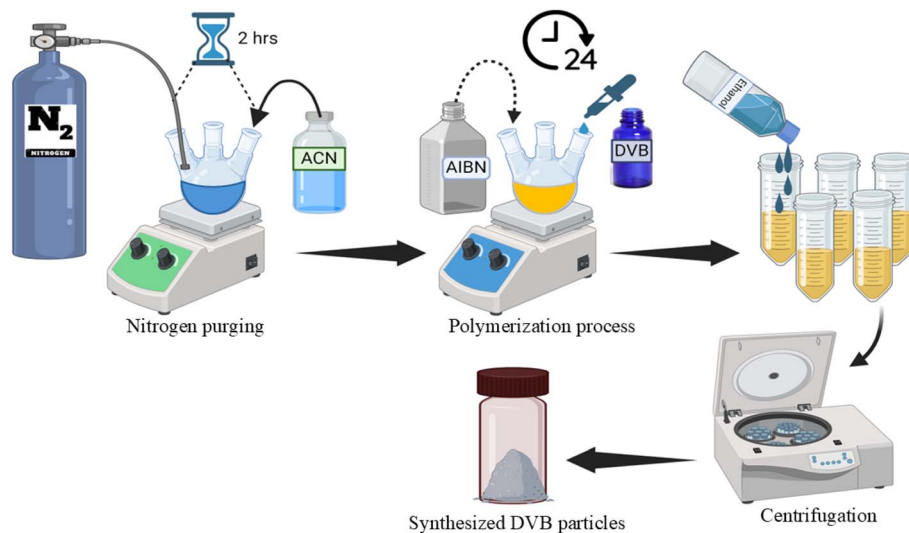 2 hrs
N2
NITROGEN
ACN
Nitrogen purging
24
AIBN
DVB
Polymerization process
Ethanol
Centrifugation
Synthesized DVB particles